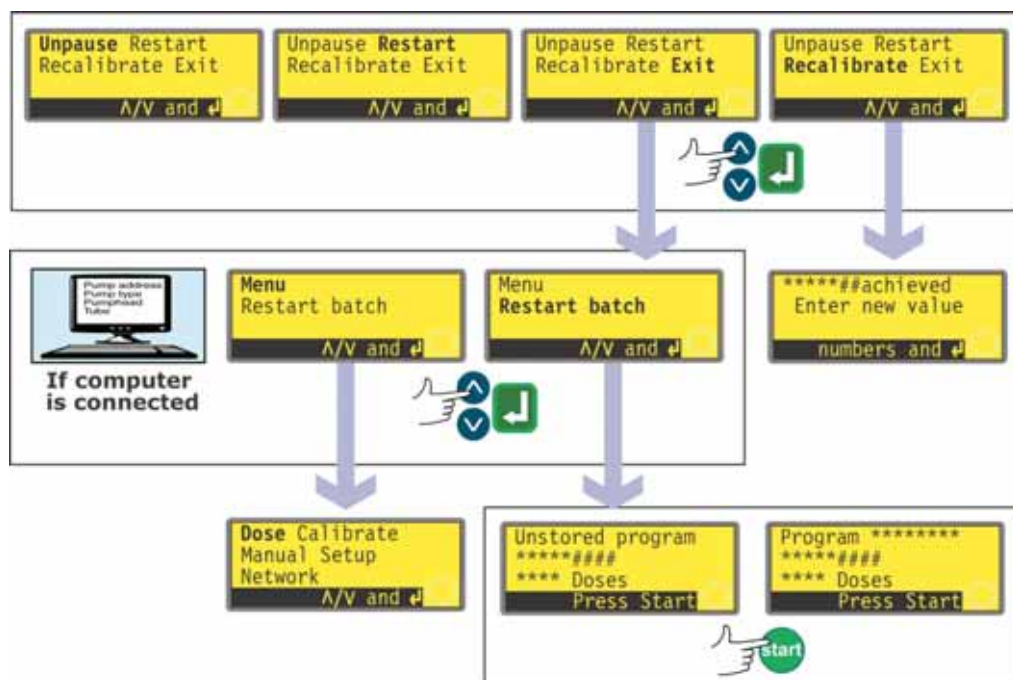 Unpause Restart
Recalibrate Exit
∧/∨ and ↲
Unpause Restart
Recalibrate Exit
∧/∨ and ↲
Unpause Restart
Recalibrate Exit
∧/∨ and ↲
Unpause Restart
Recalibrate Exit
∧/∨ and ↲
Pump address
Pump type
Pumphead
Tube
If computer
is connected
Menu
Restart batch
∧/∨ and ↲
Menu
Restart batch
∧/∨ and ↲
*****##achieved
Enter new value
numbers and ↲
Dose Calibrate
Manual Setup
Network
∧/∨ and ↲
Unstored program
*****####
**** Doses
Press Start
Program ********
*****####
**** Doses
Press Start
start